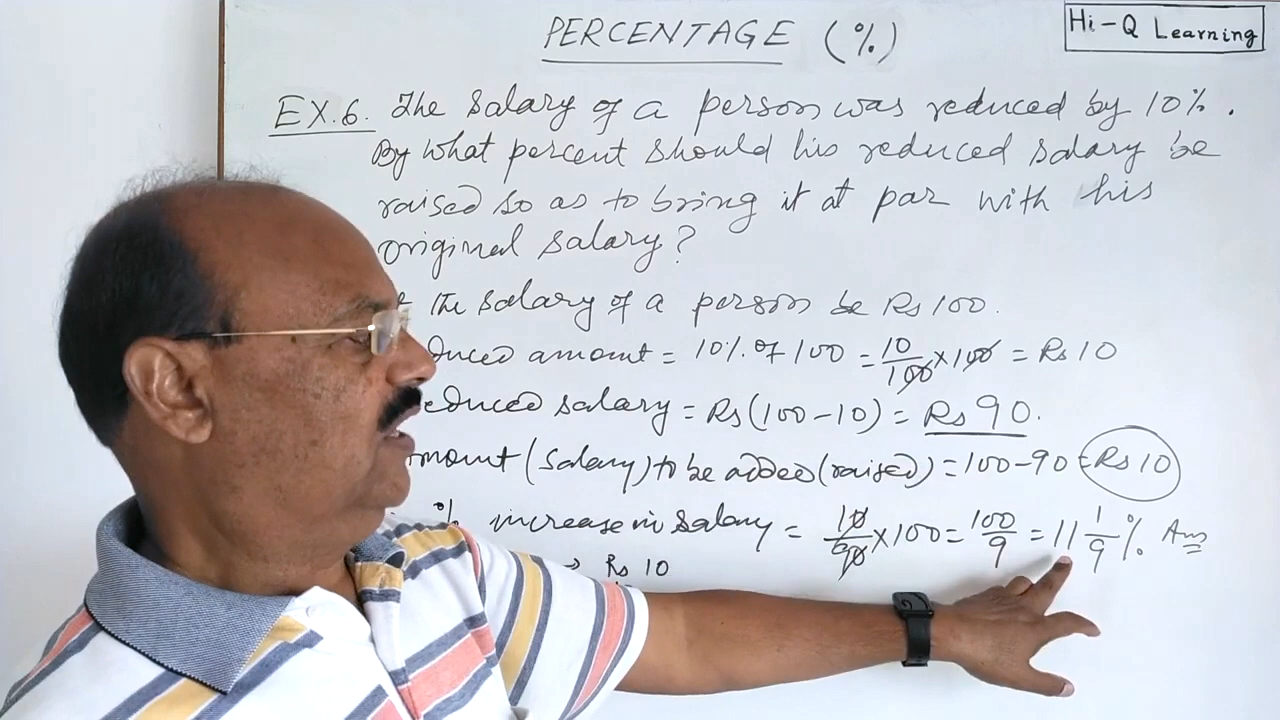 PERCENTAGE (%)
Hi-Q Learning
EX.6. The salary of a person was reduced by 10%.
By what percent should his reduced salary be
raised so as to bring it at par with his
original salary?
the salary of a person be Rs 100.
duced amount = 10% of 100 = 10/100 × 100 = Rs 10
educed salary = Rs (100 - 10) = Rs 90.
mount (salary) to be added (raised) = 100 - 90 = Rs 10
% increase in salary = 10/90 × 100 = 100/9 = 11 1/9 % Ans
→ Rs 10